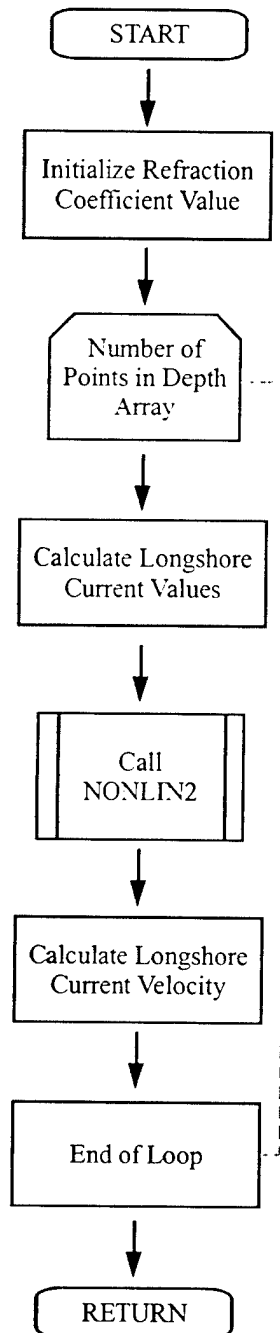 START
Initialize Refraction
Coefficient Value
Number of
Points in Depth
Array
Calculate Longshore
Current Values
Call
NONLIN2
Calculate Longshore
Current Velocity
End of Loop
RETURN